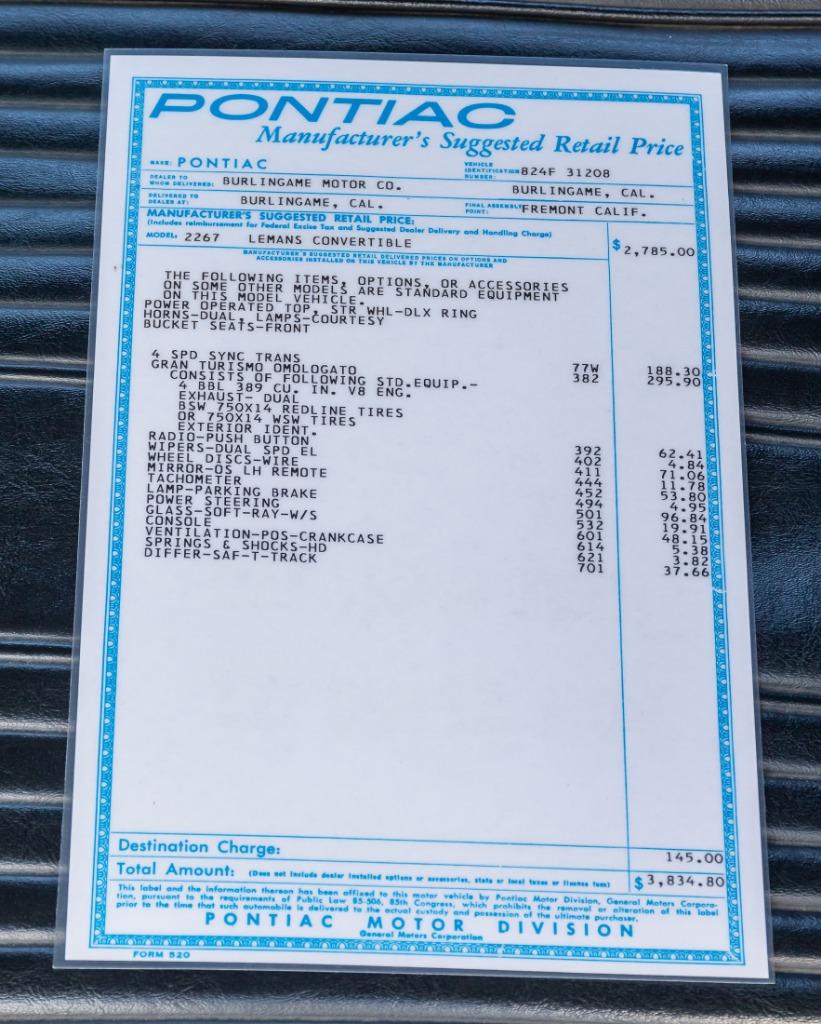 PONTIAC
Manufacturer's Suggested Retail Price
MAKE: PONTIAC VEHICLE IDENTIFICATION NUMBER: 824F 31208
DEALER TO WHOM DELIVERED: BURLINGAME MOTOR CO. BURLINGAME, CAL.
DELIVERED TO DEALER AT: BURLINGAME, CAL. FINAL ASSEMBLY POINT: FREMONT CALIF.
MANUFACTURER'S SUGGESTED RETAIL PRICE:
(Includes reimbursement for Federal Excise Tax and Suggested Dealer Delivery and Handling Charge)
MODEL: 2267 LEMANS CONVERTIBLE $2,785.00
MANUFACTURER'S SUGGESTED RETAIL DELIVERED PRICES ON OPTIONS AND
ACCESSORIES INSTALLED ON THIS VEHICLE BY THE MANUFACTURER
THE FOLLOWING ITEMS, OPTIONS, OR ACCESSORIES
ON SOME OTHER MODELS ARE STANDARD EQUIPMENT
ON THIS MODEL VEHICLE.
POWER OPERATED TOP, STR WHL-DLX RING
HORNS-DUAL, LAMPS-COURTESY
BUCKET SEATS-FRONT
4 SPD SYNC TRANS 77W 188.30
GRAN TURISMO OMOLOGATO 382 295.90
CONSISTS OF FOLLOWING STD.EQUIP.-
4 BBL 389 CU. IN. V8 ENG.
EXHAUST- DUAL
BSW 750X14 REDLINE TIRES
OR 750X14 WSW TIRES
EXTERIOR IDENT.
RADIO-PUSH BUTTON 392 62.41
WIPERS-DUAL SPD EL 402 4.84
WHEEL DISCS-WIRE 411 71.06
MIRROR-OS LH REMOTE 444 11.78
TACHOMETER 452 53.80
LAMP-PARKING BRAKE 494 4.95
POWER STEERING 501 96.84
GLASS-SOFT-RAY-W/S 532 19.91
CONSOLE 601 48.15
VENTILATION-POS-CRANKCASE 614 5.38
SPRINGS & SHOCKS-HD 621 3.82
DIFFER-SAF-T-TRACK 701 37.66
Destination Charge: 145.00
Total Amount: (Does not include dealer installed options or accessories, state or local taxes or license fees) $3,834.80
This label and the information thereon has been affixed to this motor vehicle by Pontiac Motor Division, General Motors Corpora-
tion, pursuant to the requirements of Public Law 85-506, 85th Congress, which prohibits the removal or alteration of this label
prior to the time that such automobile is delivered to the actual custody and possession of the ultimate purchaser.
PONTIAC MOTOR DIVISION
General Motors Corporation
FORM 520